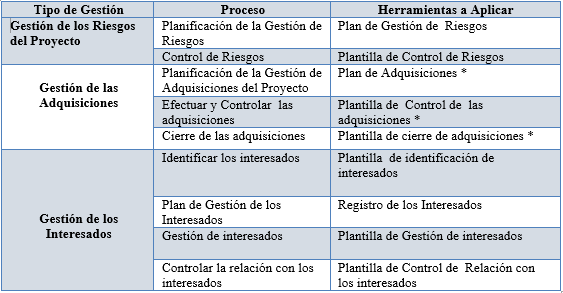 Tipo de Gestión Proceso Herramientas a Aplicar
Gestión de los Riesgos
del Proyecto
Planificación de la Gestión de
Riesgos
Plan de Gestión de Riesgos
Control de Riesgos
Plantilla de Control de Riesgos
Gestión de las
Adquisiciones
Planificación de la Gestión de
Adquisiciones del Proyecto
Plan de Adquisiciones *
Efectuar y Controlar las
adquisiciones
Plantilla de Control de las
adquisiciones *
Cierre de las adquisiciones
Plantilla de cierre de adquisiciones *
Gestión de los
Interesados
Identificar los interesados
Plantilla de identificación de
interesados
Plan de Gestión de los
Interesados
Registro de los Interesados
Gestión de interesados
Plantilla de Gestión de interesados
Controlar la relación con los
interesados
Plantilla de Control de Relación con
los interesados